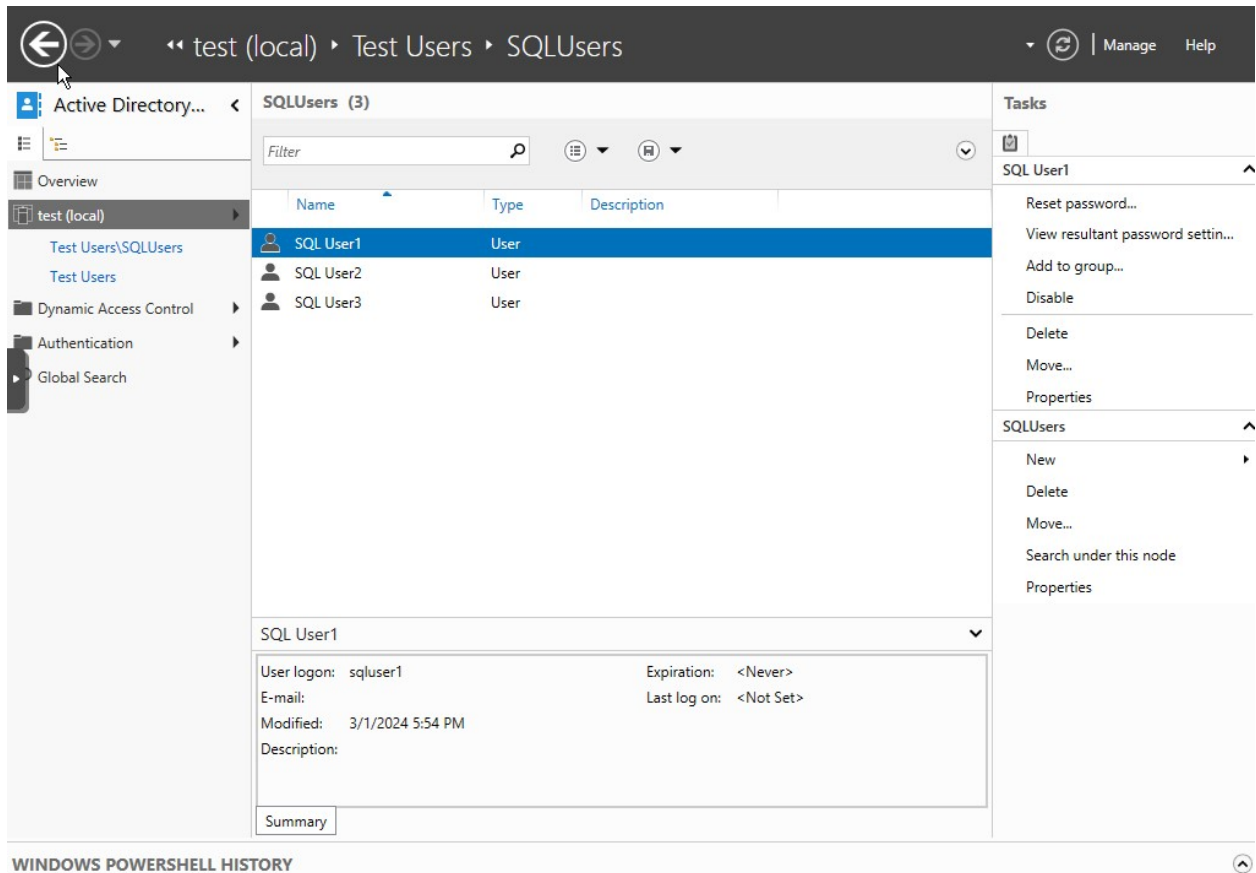 test (local) ‣ Test Users ‣ SQLUsers
Manage Help
Active Directory...
Overview
test (local)
Test Users\SQLUsers
Test Users
Dynamic Access Control
Authentication
Global Search
SQLUsers (3)
Filter
Name Type Description
SQL User1 User
SQL User2 User
SQL User3 User
SQL User1
User logon: sqluser1 Expiration: <Never>
E-mail: Last log on: <Not Set>
Modified: 3/1/2024 5:54 PM
Description:
Summary
Tasks
SQL User1
Reset password...
View resultant password settin...
Add to group...
Disable
Delete
Move...
Properties
SQLUsers
New
Delete
Move...
Search under this node
Properties
WINDOWS POWERSHELL HISTORY